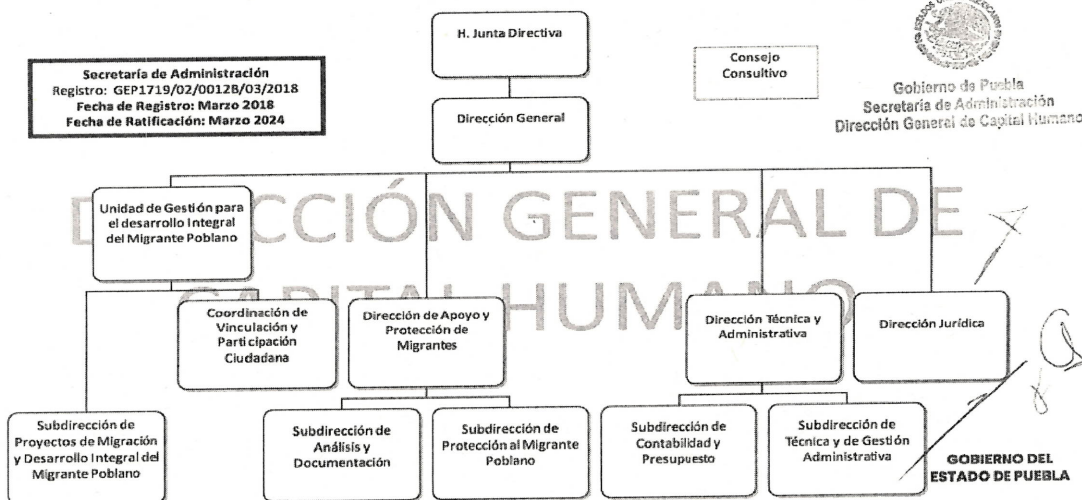 H. Junta Directiva
Consejo
Consultivo
Secretaría de Administración
Registro: GEP1719/02/0012B/03/2018
Fecha de Registro: Marzo 2018
Fecha de Ratificación: Marzo 2024
Gobierno de Puebla
Secretaría de Administración
Dirección General de Capital Humano
Dirección General
DIRECCIÓN GENERAL DE
CAPITAL HUMANO
Unidad de Gestión para
el desarrollo Integral
del Migrante Poblano
Coordinación de
Vinculación y
Participación
Ciudadana
Dirección de Apoyo y
Protección de
Migrantes
Dirección Técnica y
Administrativa
Dirección Jurídica
Subdirección de
Proyectos de Migración
y Desarrollo Integral del
Migrante Poblano
Subdirección de
Análisis y
Documentación
Subdirección de
Protección al Migrante
Poblano
Subdirección de
Contabilidad y
Presupuesto
Subdirección de
Técnica y de Gestión
Administrativa
GOBIERNO DEL
ESTADO DE PUEBLA